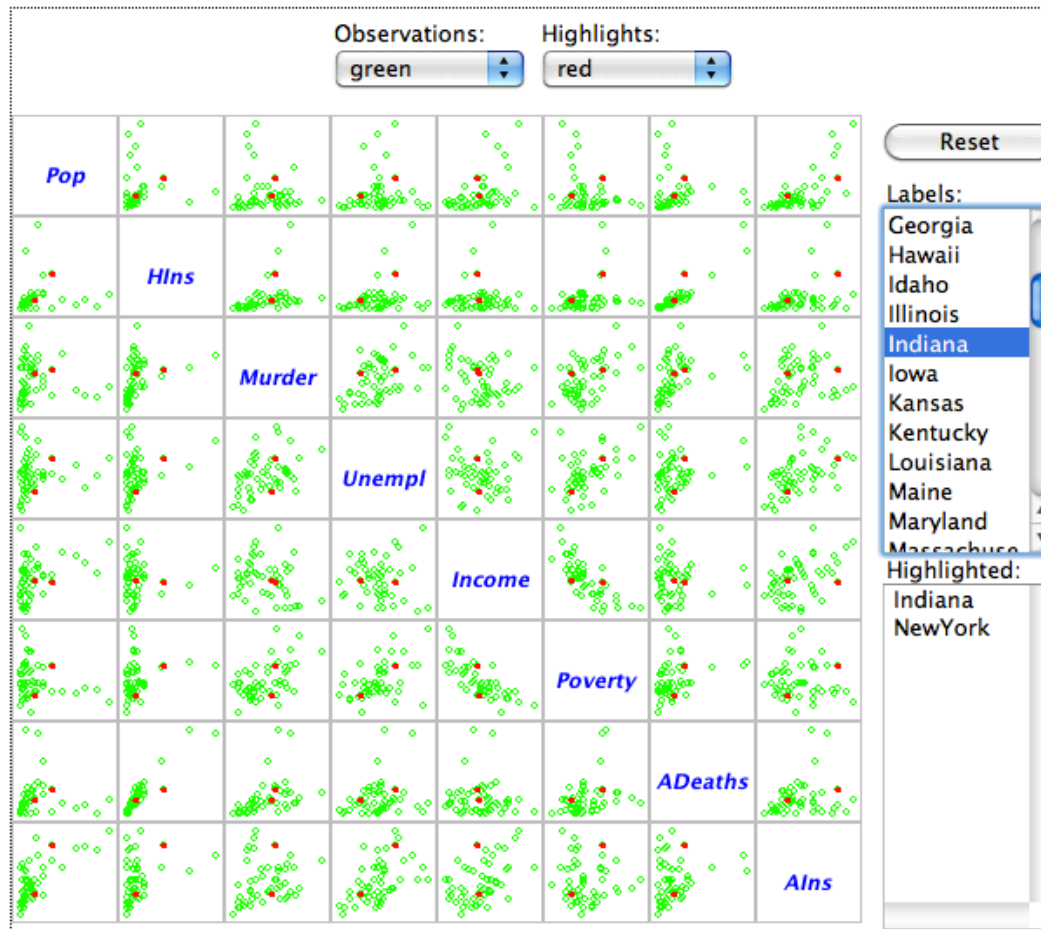 Observations: Highlights:
green red
Reset
Labels:
Georgia
Hawaii
Idaho
Illinois
Indiana
Iowa
Kansas
Kentucky
Louisiana
Maine
Maryland
Massachuse
Highlighted:
Indiana
NewYork
Pop
HIns
Murder
Unempl
Income
Poverty
ADeaths
AIns